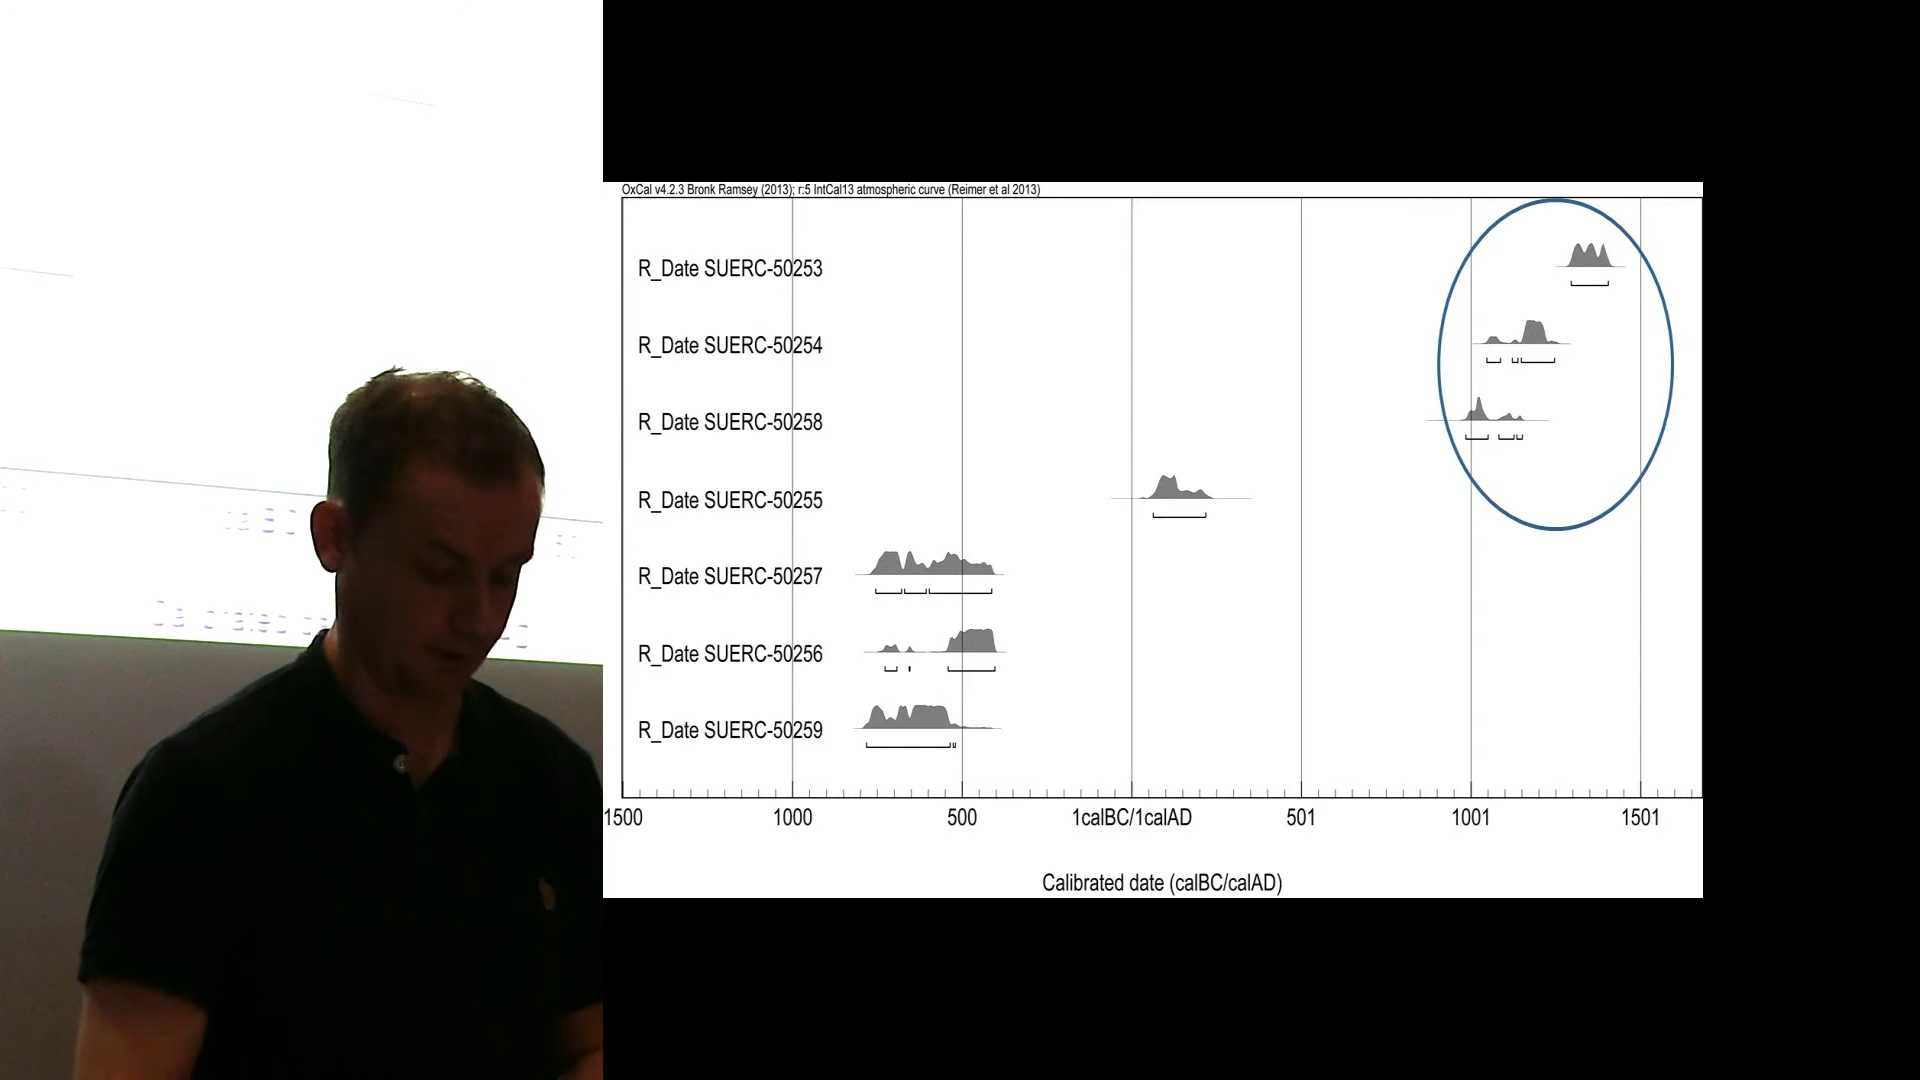 OxCal v4.2.3 Bronk Ramsey (2013); r:5 IntCal13 atmospheric curve (Reimer et al 2013)
R_Date SUERC-50253
R_Date SUERC-50254
R_Date SUERC-50258
R_Date SUERC-50255
R_Date SUERC-50257
R_Date SUERC-50256
R_Date SUERC-50259
1500 1000 500 1calBC/1calAD 501 1001 1501
Calibrated date (calBC/calAD)